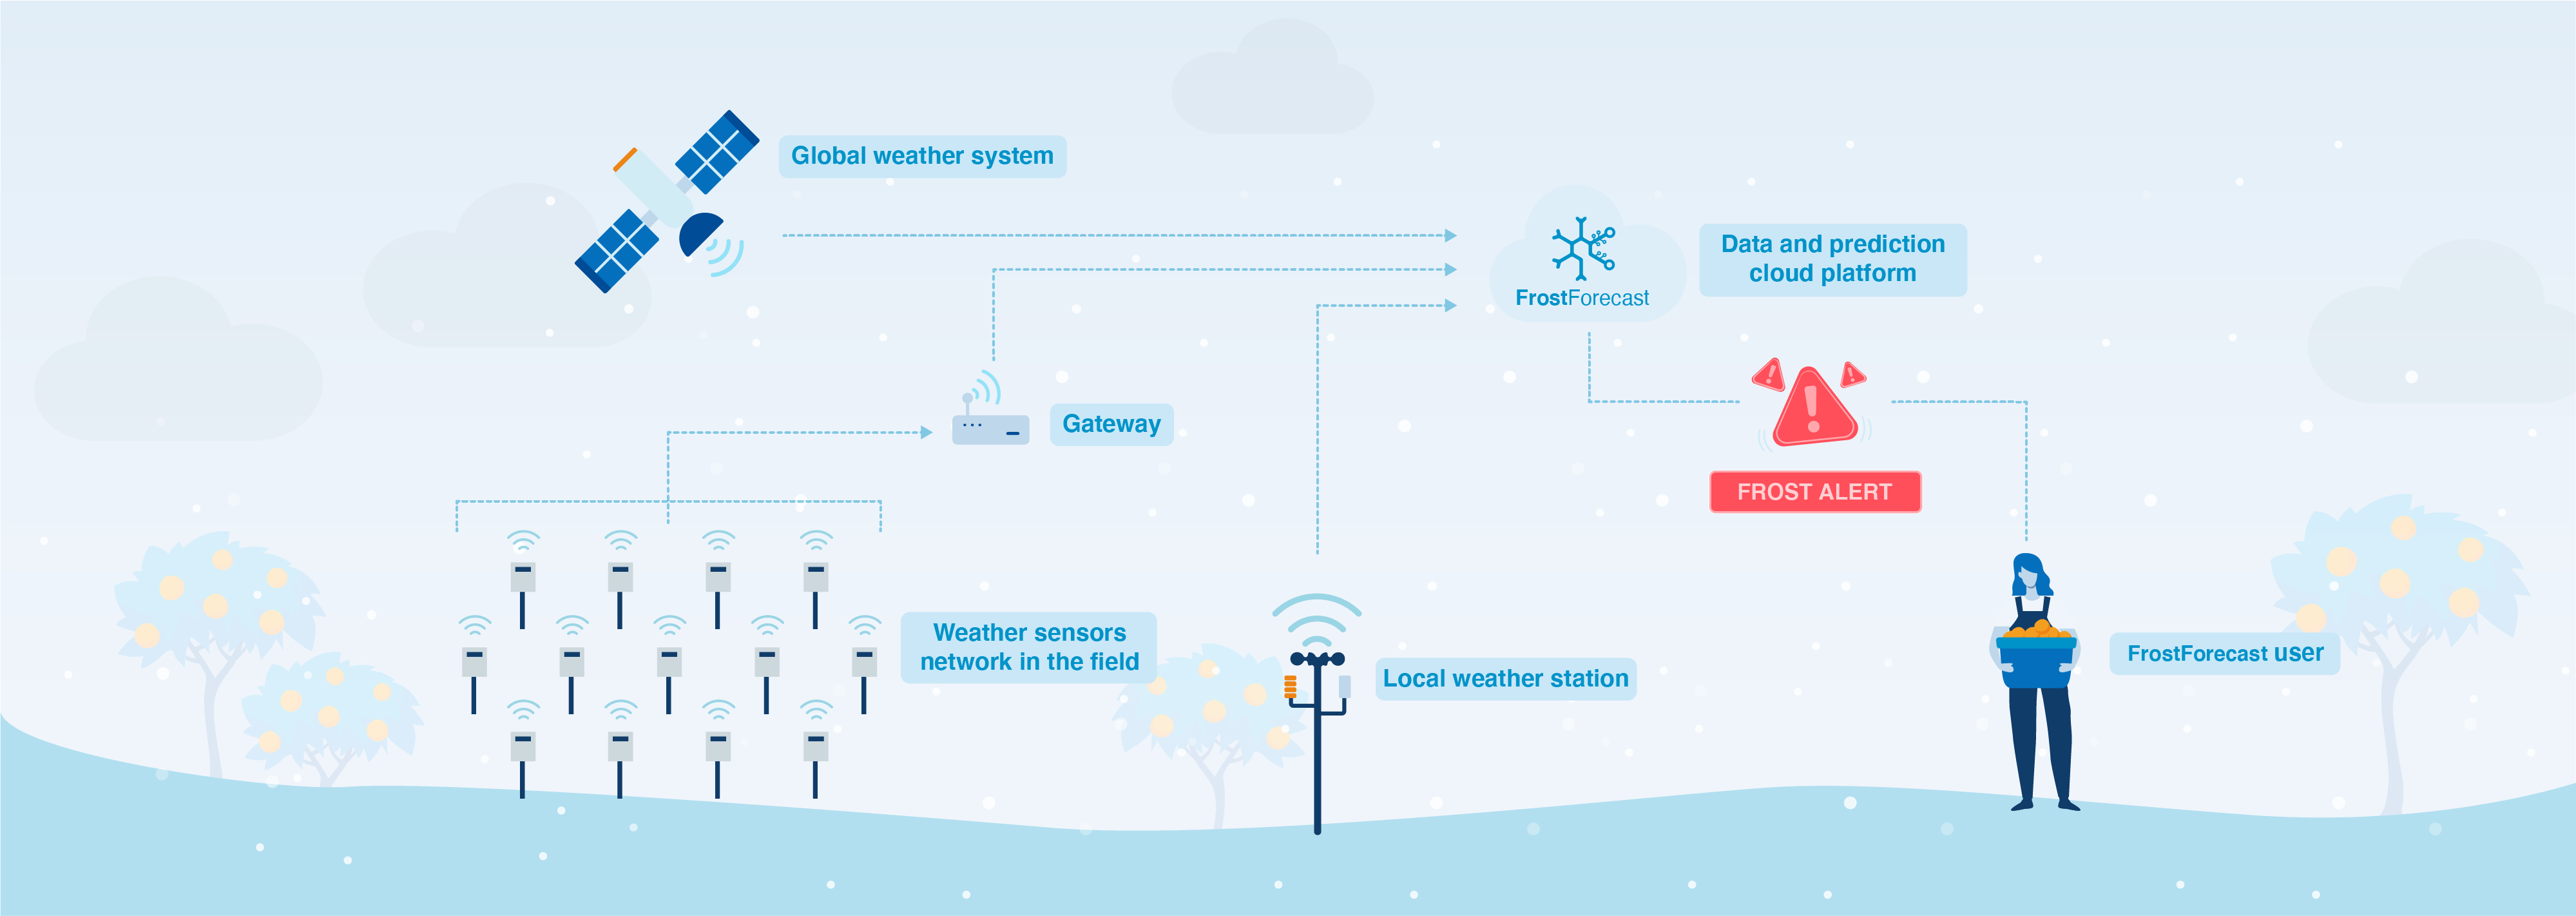 Global weather system
Data and prediction
cloud platform
FrostForecast
Gateway
FROST ALERT
Weather sensors
network in the field
Local weather station
FrostForecast user